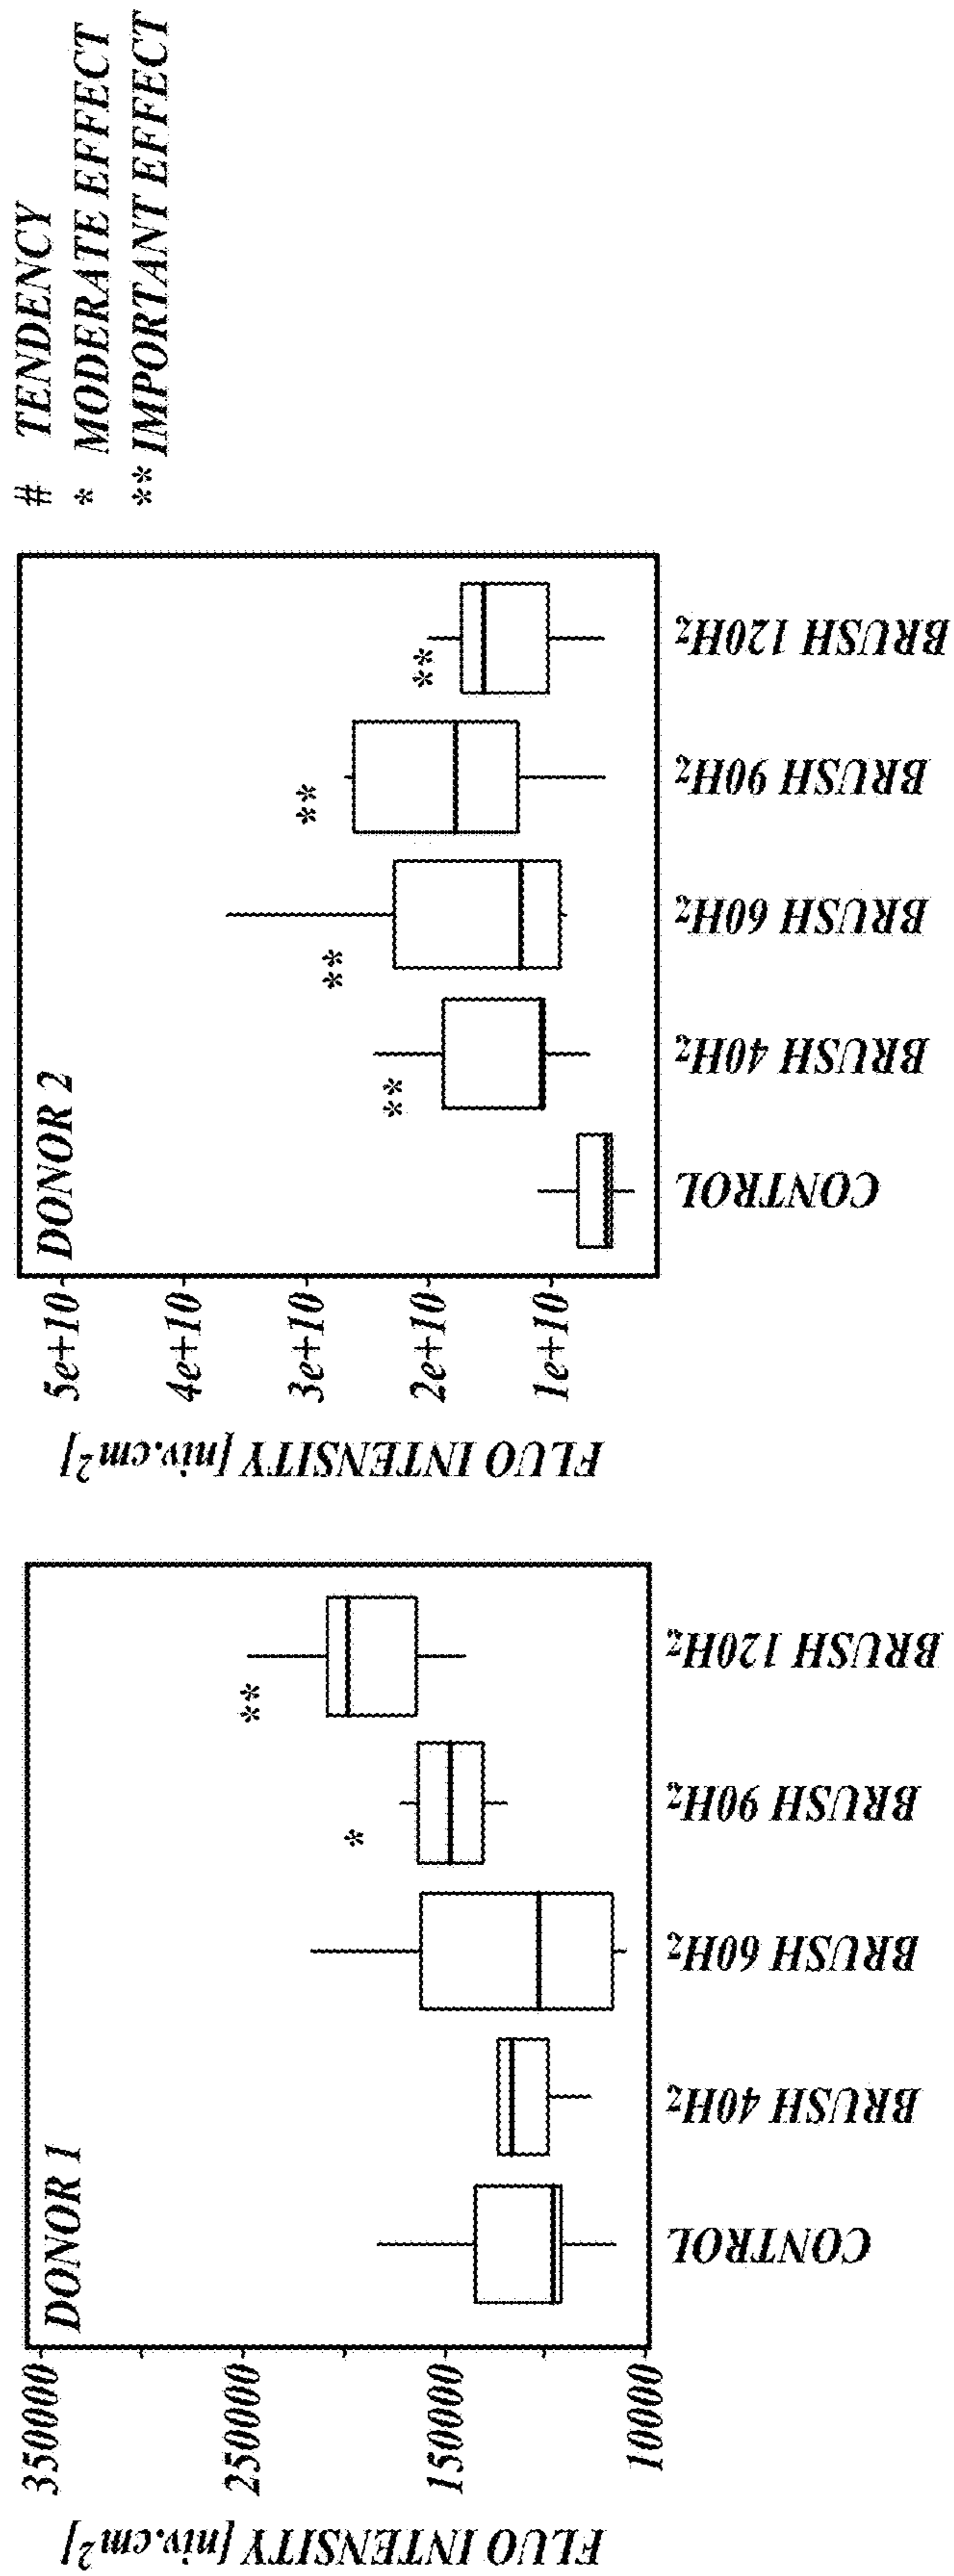 FLUO INTENSITY [niv.cm²]
350000
250000
150000
10000
DONOR 1
**
*
CONTROL
BRUSH 40Hz
BRUSH 60Hz
BRUSH 90Hz
BRUSH 120Hz
FLUO INTENSITY [niv.cm²]
5e+10
4e+10
3e+10
2e+10
1e+10
DONOR 2
**
**
**
**
CONTROL
BRUSH 40Hz
BRUSH 60Hz
BRUSH 90Hz
BRUSH 120Hz
# TENDENCY
* MODERATE EFFECT
** IMPORTANT EFFECT